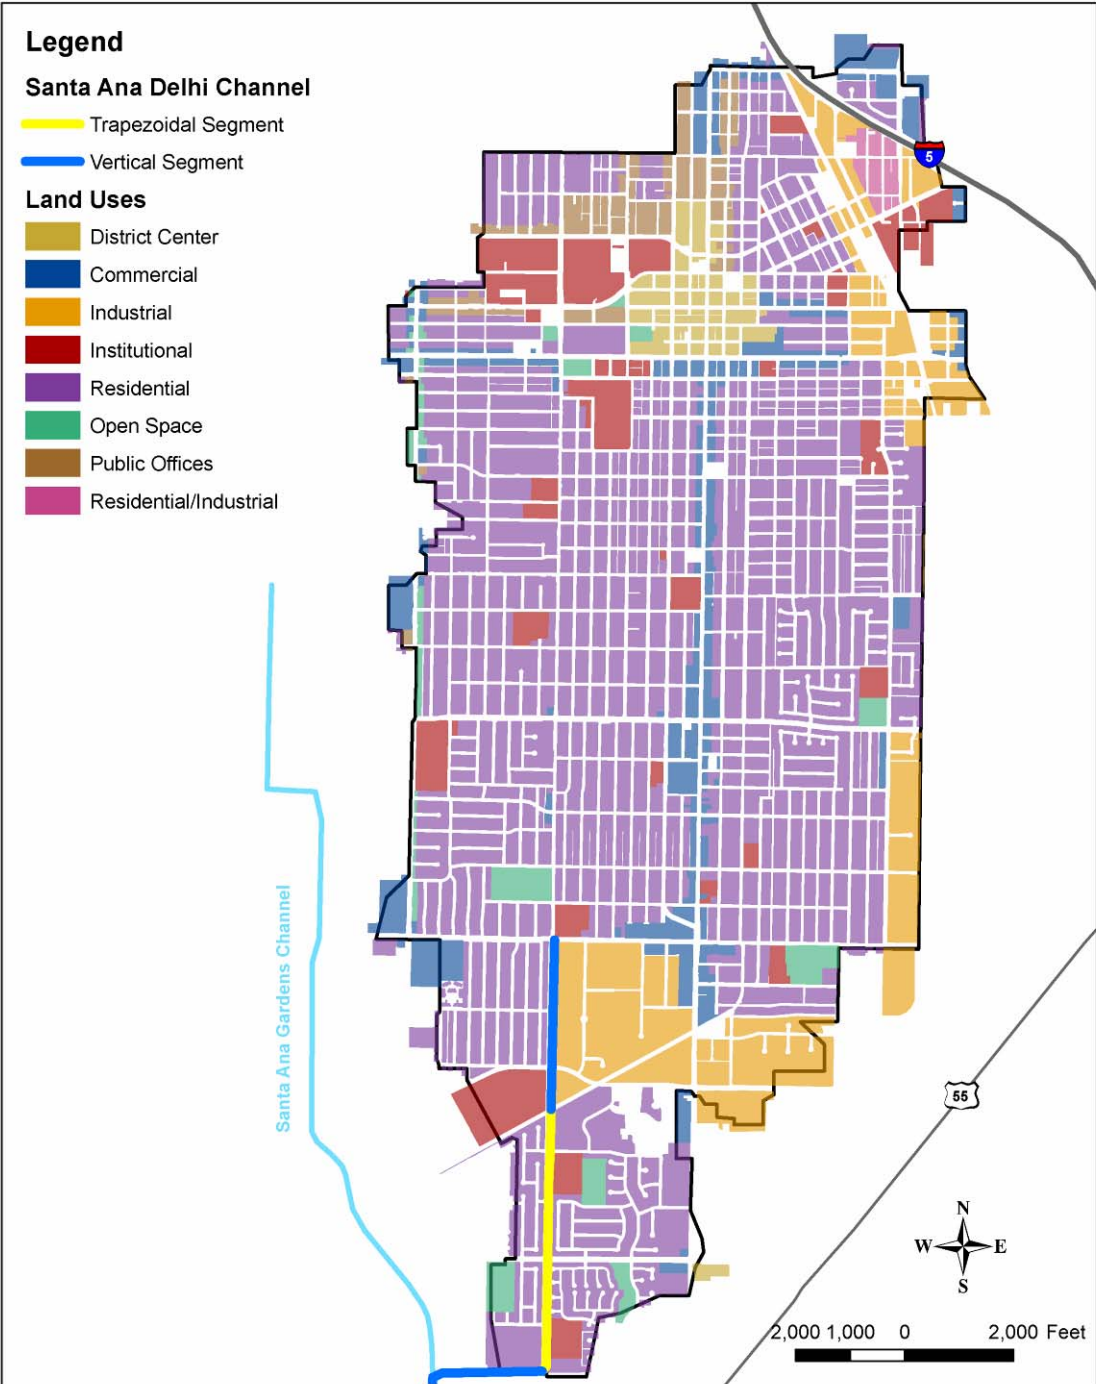 Legend
Santa Ana Delhi Channel
Trapezoidal Segment
Vertical Segment
Land Uses
District Center
Commercial
Industrial
Institutional
Residential
Open Space
Public Offices
Residential/Industrial
5
Santa Ana Gardens Channel
55
N
W E
S
2,000 1,000 0 2,000 Feet